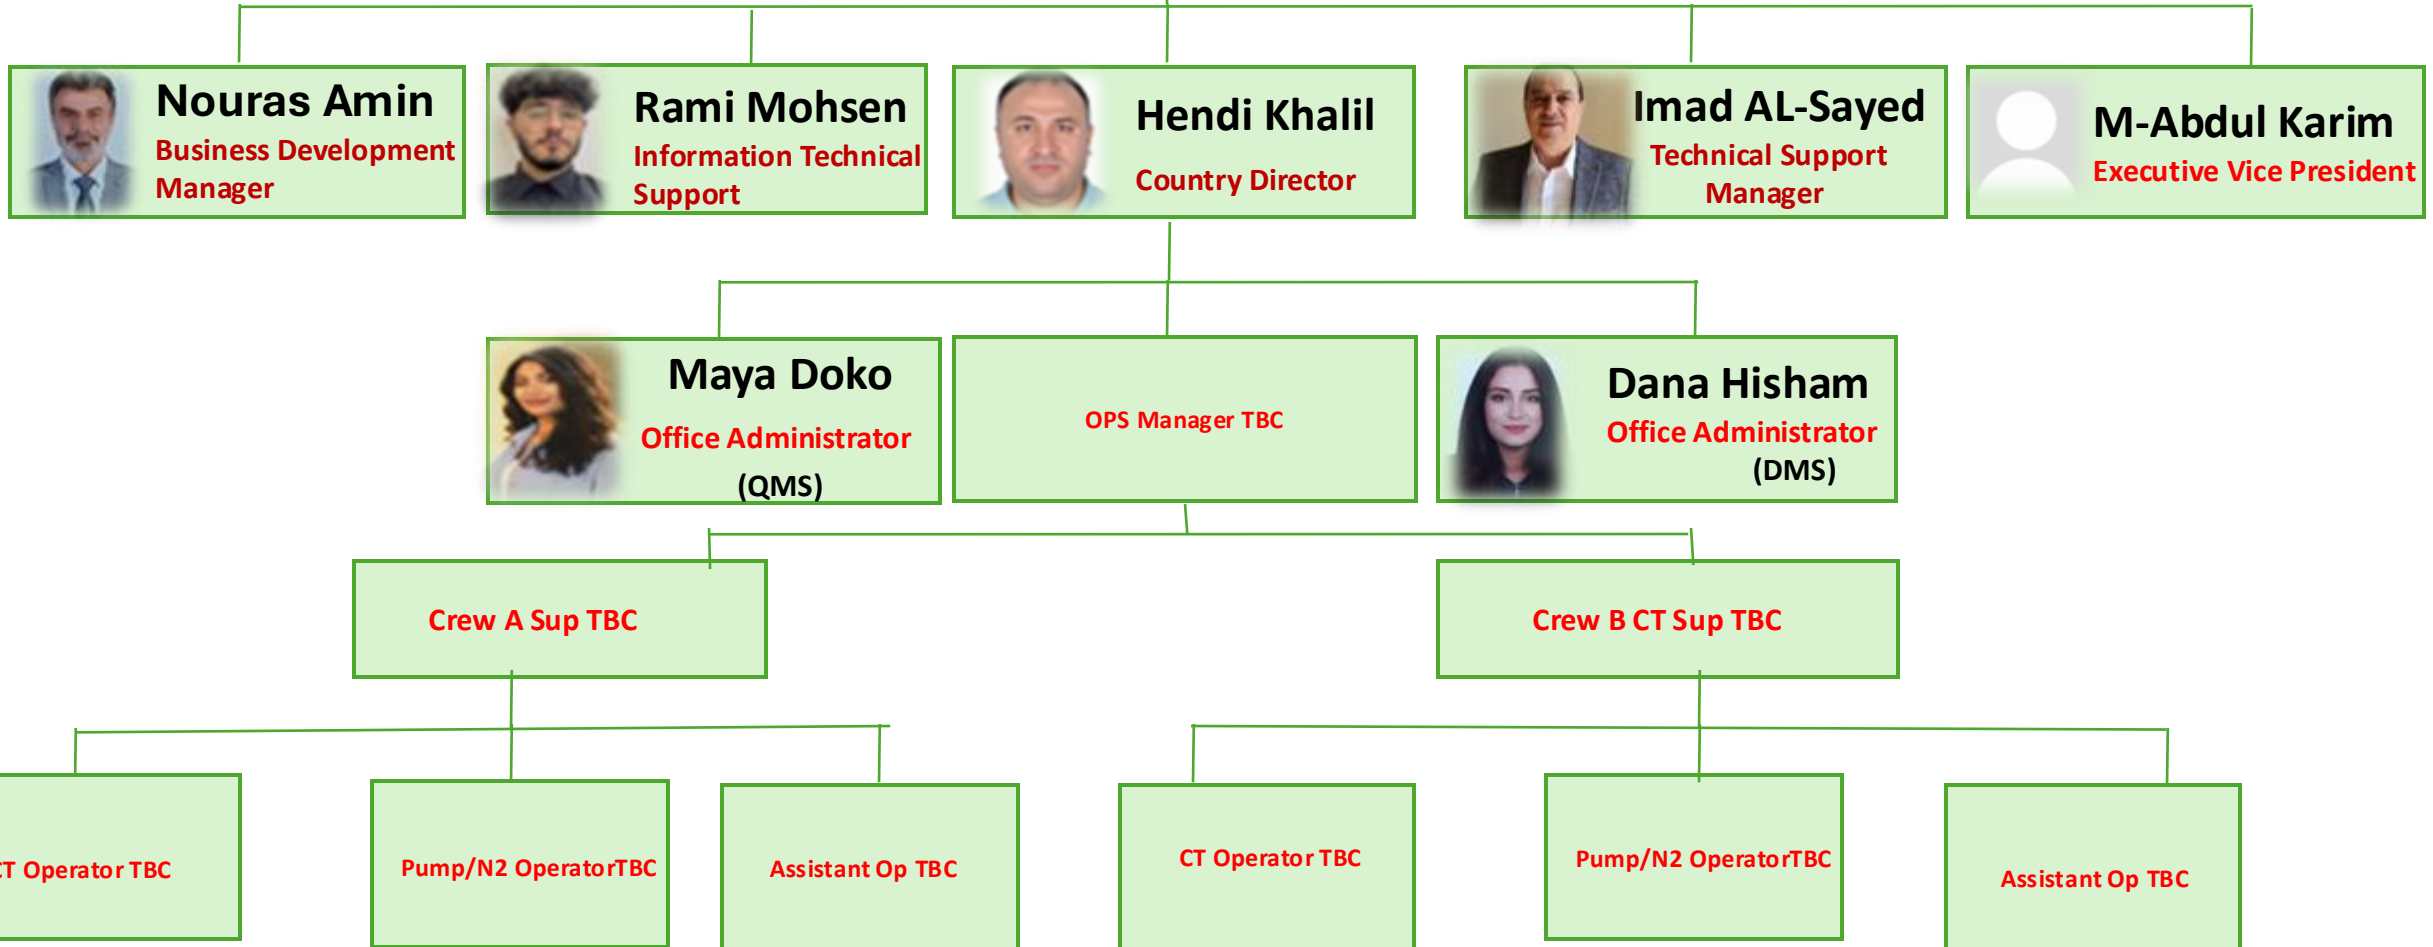 Nouras Amin
Business Development
Manager
Rami Mohsen
Information Technical
Support
Hendi Khalil
Country Director
Imad AL-Sayed
Technical Support
Manager
M-Abdul Karim
Executive Vice President
Maya Doko
Office Administrator
(QMS)
OPS Manager TBC
Dana Hisham
Office Administrator
(DMS)
Crew A Sup TBC
Crew B CT Sup TBC
CT Operator TBC
Pump/N2 OperatorTBC
Assistant Op TBC
CT Operator TBC
Pump/N2 OperatorTBC
Assistant Op TBC